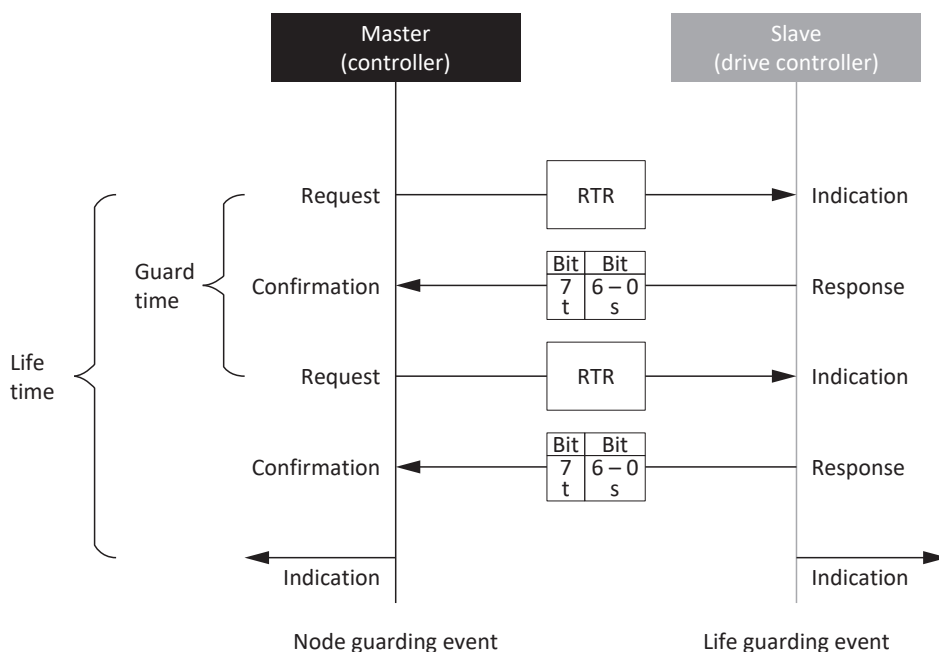 Master
(controller)
Slave
(drive controller)
Request
RTR
Indication
Guard
time
Confirmation
Bit
Bit
7
6 – 0
t
s
Response
Life
time
Request
RTR
Indication
Confirmation
Bit
Bit
7
6 – 0
t
s
Response
Indication
Indication
Node guarding event
Life guarding event